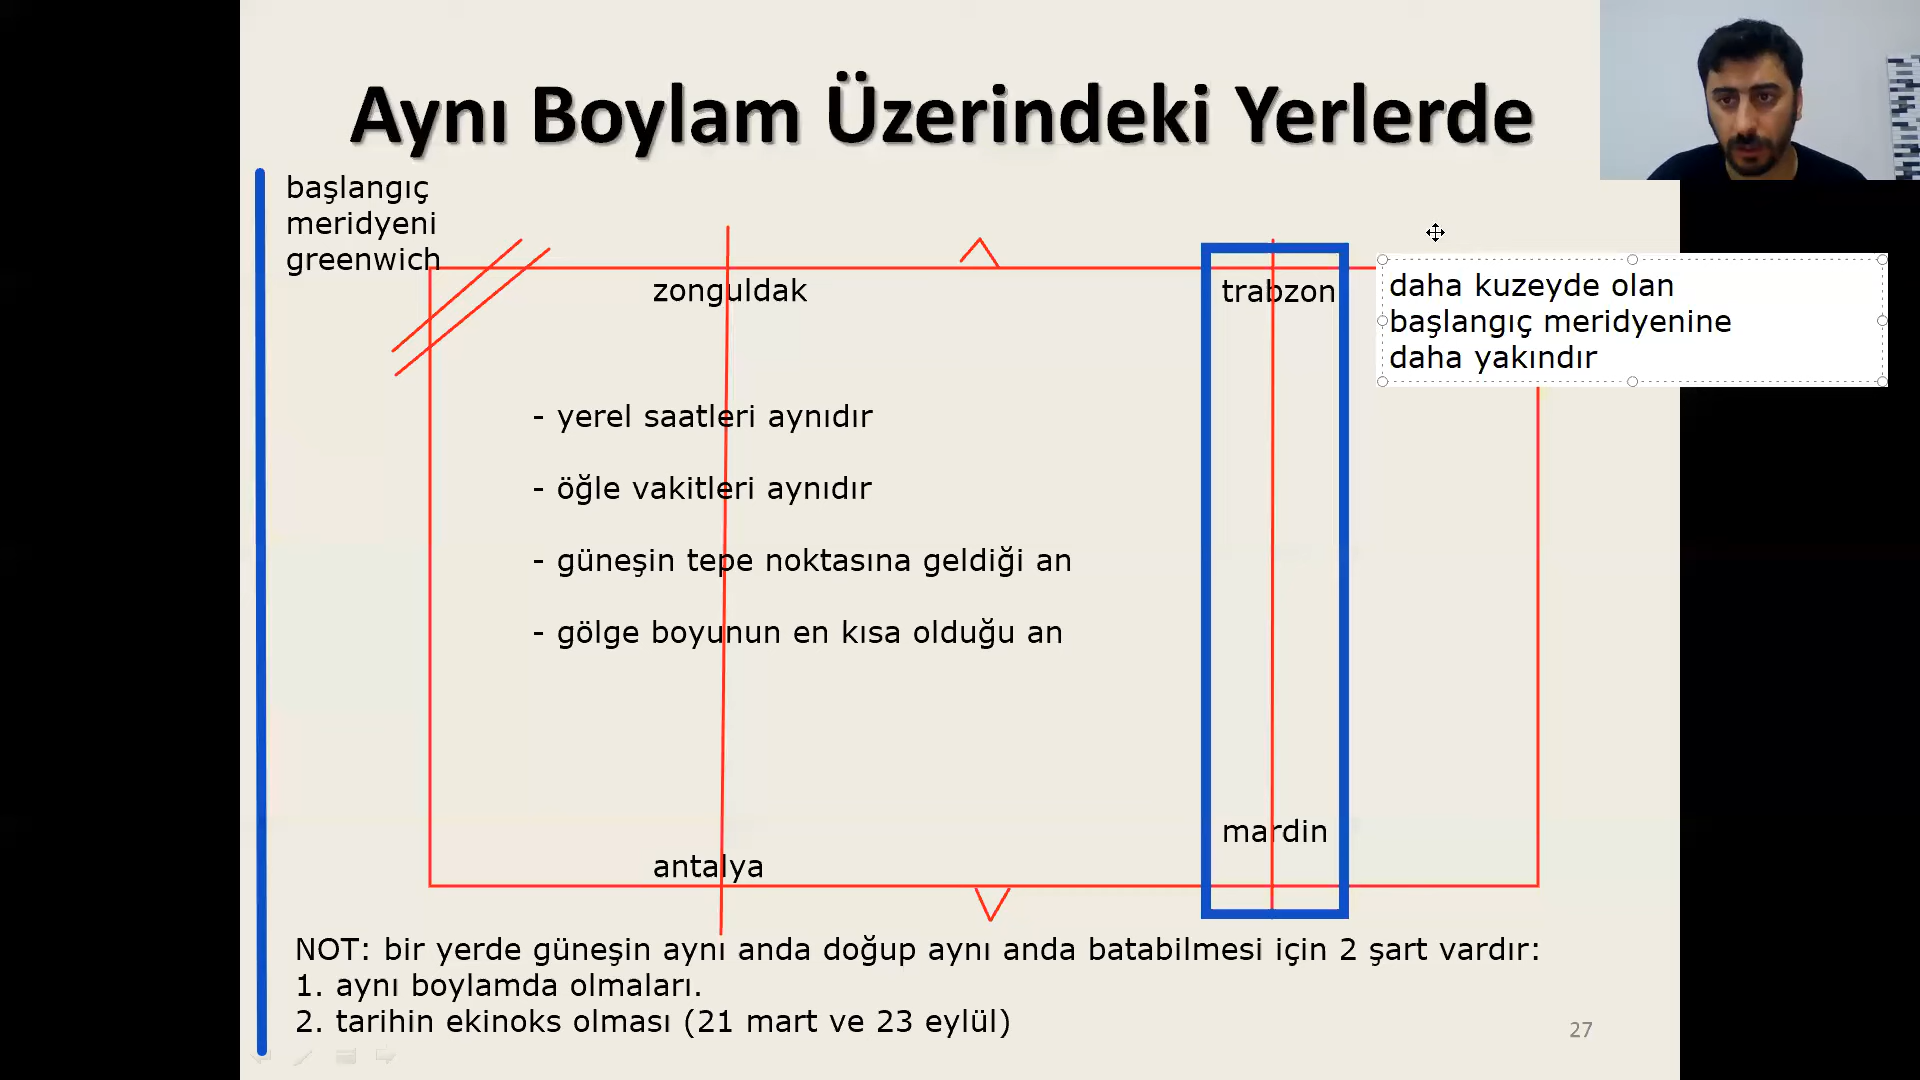 Aynı Boylam Üzerindeki Yerlerde
başlangıç
meridyeni
greenwich
zonguldak
trabzon
daha kuzeyde olan
başlangıç meridyenine
daha yakındır
- yerel saatleri aynıdır
- öğle vakitleri aynıdır
- güneşin tepe noktasına geldiği an
- gölge boyunun en kısa olduğu an
mardin
antalya
NOT: bir yerde güneşin aynı anda doğup aynı anda batabilmesi için 2 şart vardır:
1. aynı boylamda olmaları.
2. tarihin ekinoks olması (21 mart ve 23 eylül)
27